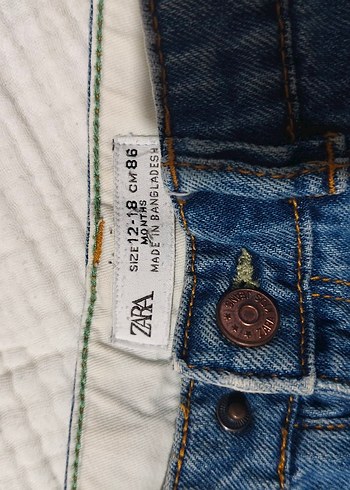 ZARA
SIZE 12-18 CM 86
MONTHS
MADE IN BANGLADESH